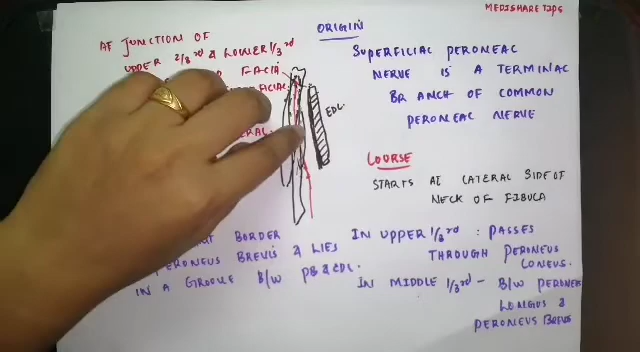 MEDISHARE TIPS
AT JUNCTION OF
UPPER 2/3rd & LOWER 1/3rd
FACIA
ORIGIN
SUPERFICIAL PERONEAL
NERVE IS A TERMINAL
BRANCH OF COMMON
PERONEAL NERVE
EDL
COURSE
STARTS AT LATERAL SIDE OF
NECK OF FIBULA
BORDER
PERONEUS BREVIS & LIES
IN A GROOVE B/W PB & EDL.
IN UPPER 1/3rd : PASSES
THROUGH PERONEUS
LONGUS.
IN MIDDLE 1/3rd - B/W PERONEUS
LONGUS &
PERONEUS BREVIS